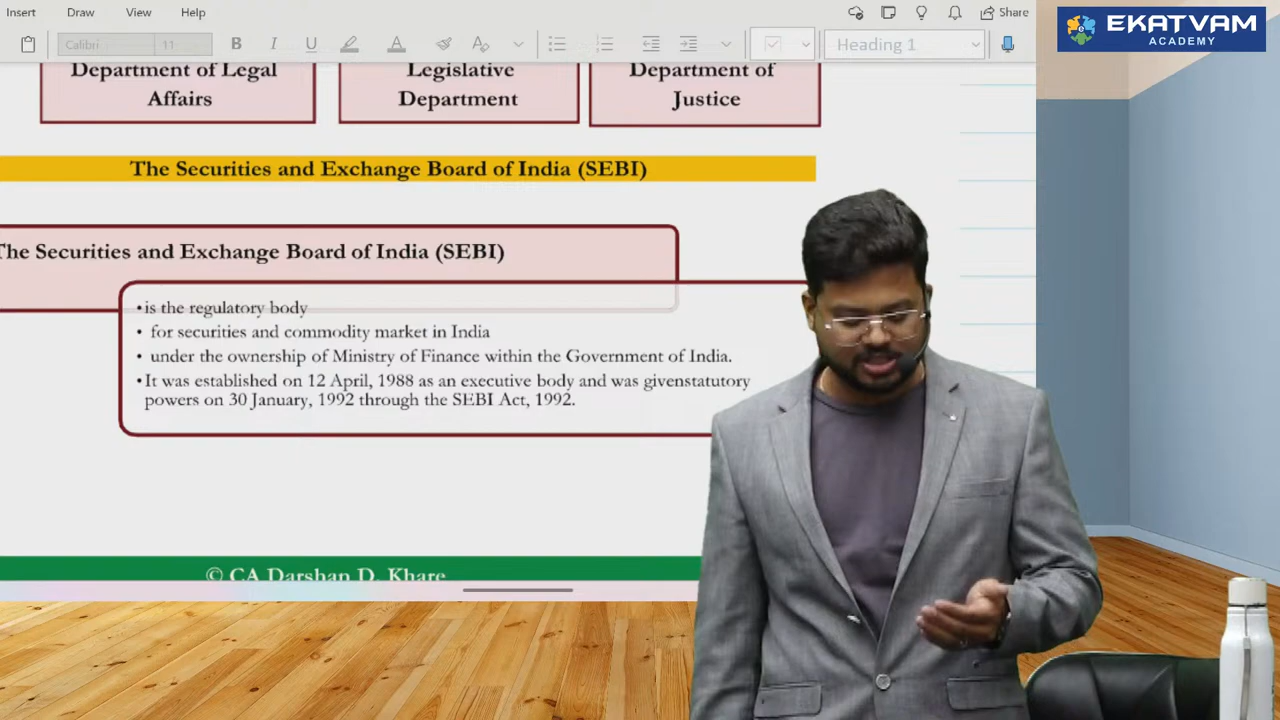 Insert Draw View Help
Share
EKATVAM
ACADEMY
Calibri 11 B I U A A Heading 1
Department of Legal
Affairs
Legislative
Department
Department of
Justice
The Securities and Exchange Board of India (SEBI)
The Securities and Exchange Board of India (SEBI)
•is the regulatory body
• for securities and commodity market in India
• under the ownership of Ministry of Finance within the Government of India.
•It was established on 12 April, 1988 as an executive body and was givenstatutory
powers on 30 January, 1992 through the SEBI Act, 1992.
© CA Darshan D. Khare